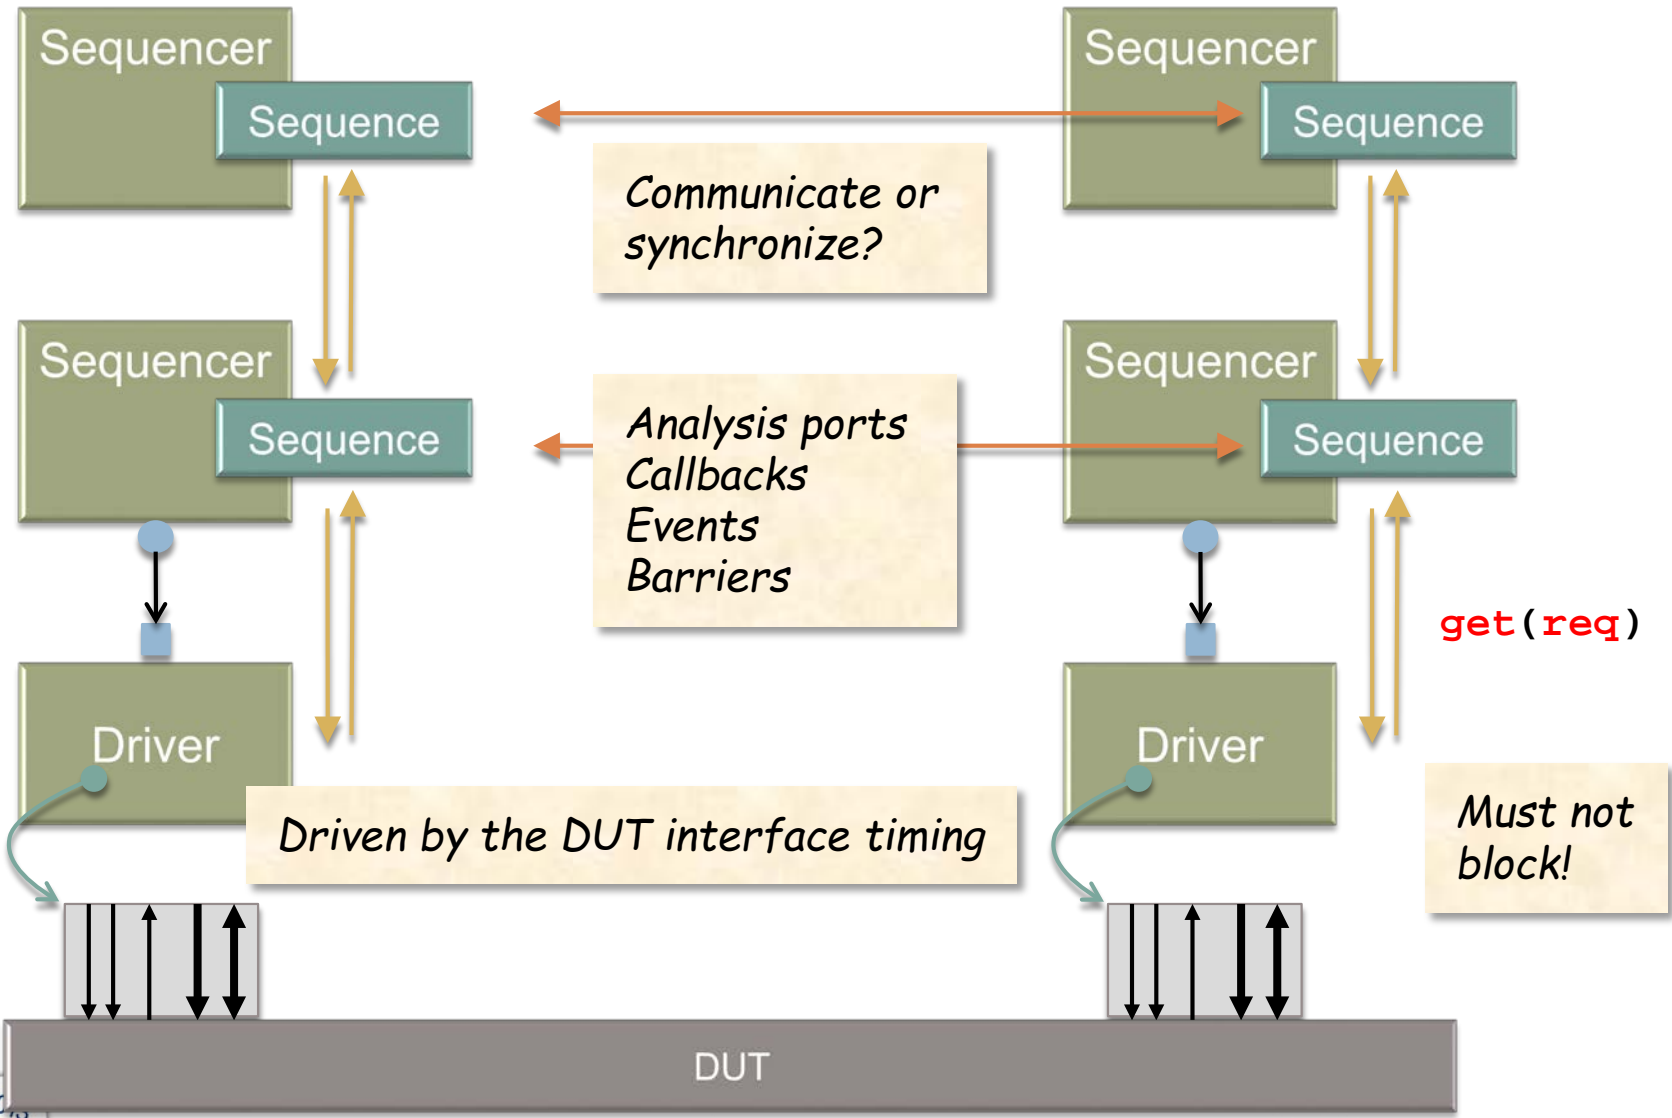 Sequencer
Sequencer
Sequence
Sequence
Communicate or
synchronize?
Sequencer
Sequencer
Sequence
Sequence
Analysis ports
Callbacks
Events
Barriers
get(req)
Driver
Driver
Driven by the DUT interface timing
Must not
block!
DUT